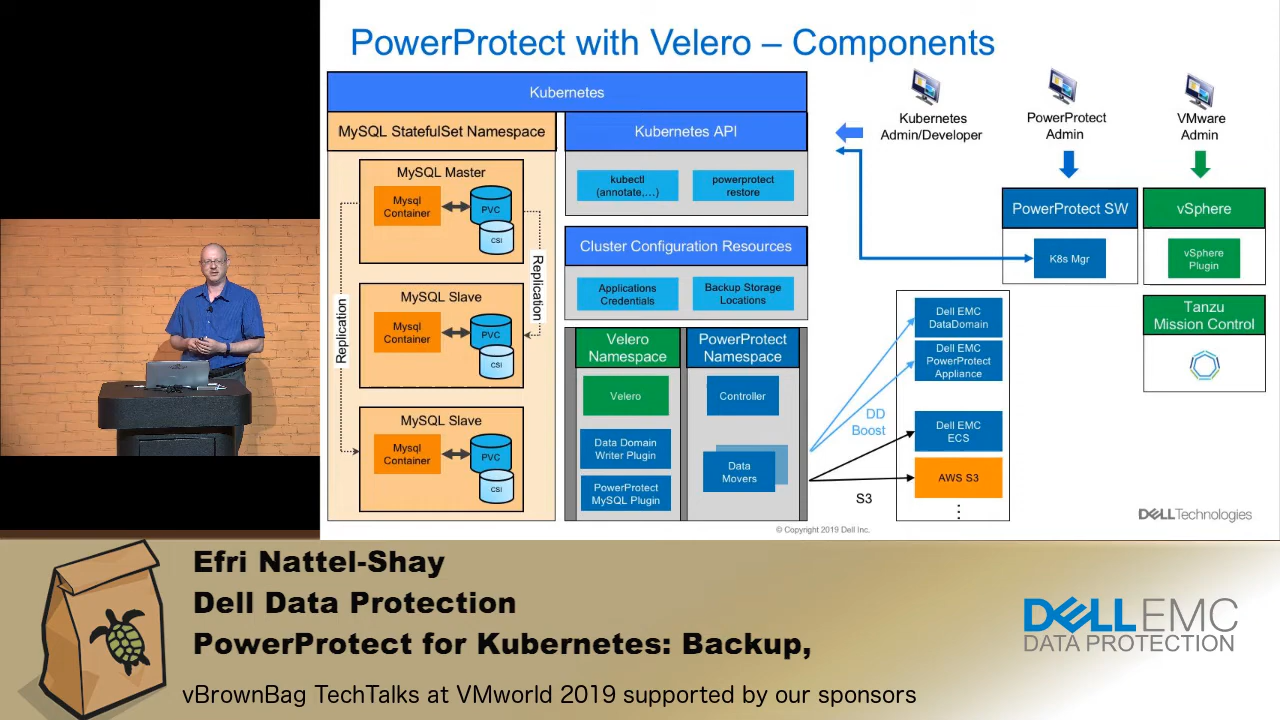 PowerProtect with Velero – Components
Kubernetes
MySQL StatefulSet Namespace
MySQL Master
Mysql
Container
PVC
CSI
MySQL Slave
Mysql
Container
PVC
CSI
MySQL Slave
Mysql
Container
PVC
CSI
Replication
Replication
Kubernetes API
kubectl
(annotate,...)
powerprotect
restore
Cluster Configuration Resources
Applications
Credentials
Backup Storage
Locations
Velero
Namespace
Velero
Data Domain
Writer Plugin
PowerProtect
MySQL Plugin
PowerProtect
Namespace
Controller
Data
Movers
Kubernetes
Admin/Developer
PowerProtect
Admin
VMware
Admin
PowerProtect SW
K8s Mgr
vSphere
vSphere
Plugin
Tanzu
Mission Control
Dell EMC
DataDomain
Dell EMC
PowerProtect
Appliance
DD
Boost
Dell EMC
ECS
AWS S3
S3
© Copyright 2019 Dell Inc.
DELLTechnologies
Efri Nattel-Shay
Dell Data Protection
PowerProtect for Kubernetes: Backup,
vBrownBag TechTalks at VMworld 2019 supported by our sponsors
DELLEMC
DATA PROTECTION